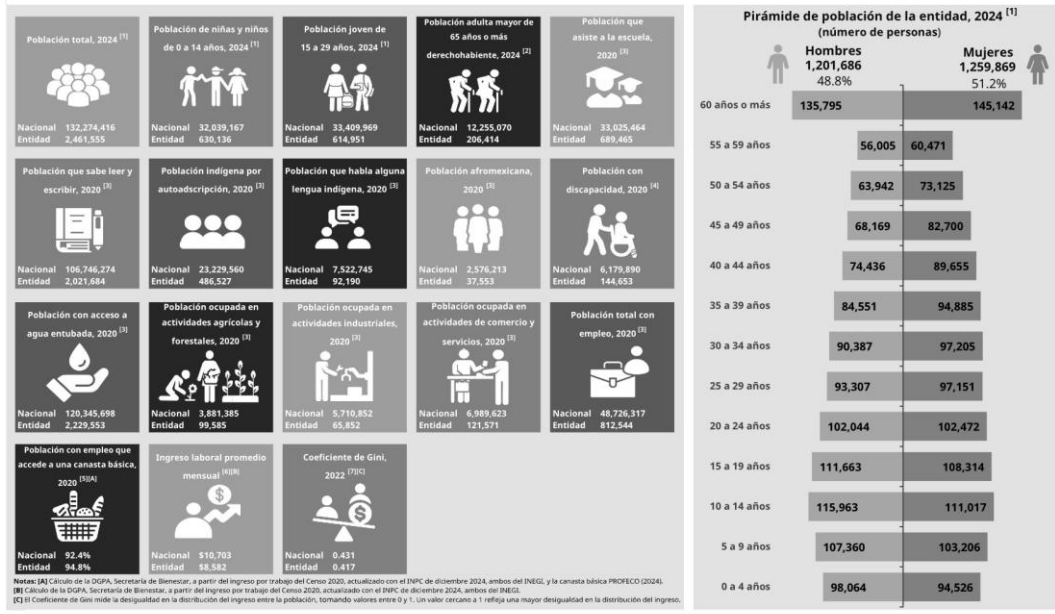 Población total, 2024 [1]
Nacional 132,274,416
Entidad 2,461,555
Población de niñas y niños
de 0 a 14 años, 2024 [1]
Nacional 32,039,167
Entidad 630,136
Población joven de
15 a 29 años, 2024 [1]
Nacional 33,409,969
Entidad 614,951
Población adulta mayor de
65 años o más
derechohabiente, 2024 [2]
Nacional 12,255,070
Entidad 206,414
Población que
asiste a la escuela,
2020 [3]
Nacional 33,025,464
Entidad 689,465
Población que sabe leer y
escribir, 2020 [3]
Nacional 106,746,274
Entidad 2,021,684
Población indígena por
autoadscripción, 2020 [3]
Nacional 23,229,560
Entidad 486,527
Población que habla alguna
lengua indígena, 2020 [3]
Nacional 7,522,745
Entidad 92,190
Población afromexicana,
2020 [3]
Nacional 2,576,213
Entidad 37,553
Población con
discapacidad, 2020 [4]
Nacional 6,179,890
Entidad 144,653
Población con acceso a
agua entubada, 2020 [3]
Nacional 120,345,698
Entidad 2,229,553
Población ocupada en
actividades agrícolas y
forestales, 2020 [3]
Nacional 3,881,385
Entidad 99,585
Población ocupada en
actividades industriales,
2020 [3]
Nacional 5,710,852
Entidad 65,852
Población ocupada en
actividades de comercio y
servicios, 2020 [3]
Nacional 6,989,623
Entidad 121,571
Población total con
empleo, 2020 [3]
Nacional 48,726,317
Entidad 812,544
Población con empleo que
accede a una canasta básica,
2020 [5][A]
Nacional 92.4%
Entidad 94.8%
Ingreso laboral promedio
mensual [6][B]
$
Nacional $10,703
Entidad $8,582
Coeficiente de Gini,
2022 [7][C]
$
Nacional 0.431
Entidad 0.417
Notas: [A] Cálculo de la DGPA, Secretaría de Bienestar, a partir del ingreso por trabajo del Censo 2020, actualizado con el INPC de diciembre 2024, ambos del INEGI, y la canasta básica PROFECO (2024).
[B] Cálculo de la DGPA, Secretaría de Bienestar, a partir del ingreso por trabajo del Censo 2020, actualizado con el INPC de diciembre 2024, ambos del INEGI.
[C] El Coeficiente de Gini mide la desigualdad en la distribución del ingreso entre la población, tomando valores entre 0 y 1. Un valor cercano a 1 refleja una mayor desigualdad en la distribución del ingreso.
Pirámide de población de la entidad, 2024 [1]
(número de personas)
Hombres Mujeres
1,201,686 1,259,869
48.8% 51.2%
60 años o más 135,795 145,142
55 a 59 años 56,005 60,471
50 a 54 años 63,942 73,125
45 a 49 años 68,169 82,700
40 a 44 años 74,436 89,655
35 a 39 años 84,551 94,885
30 a 34 años 90,387 97,205
25 a 29 años 93,307 97,151
20 a 24 años 102,044 102,472
15 a 19 años 111,663 108,314
10 a 14 años 115,963 111,017
5 a 9 años 107,360 103,206
0 a 4 años 98,064 94,526